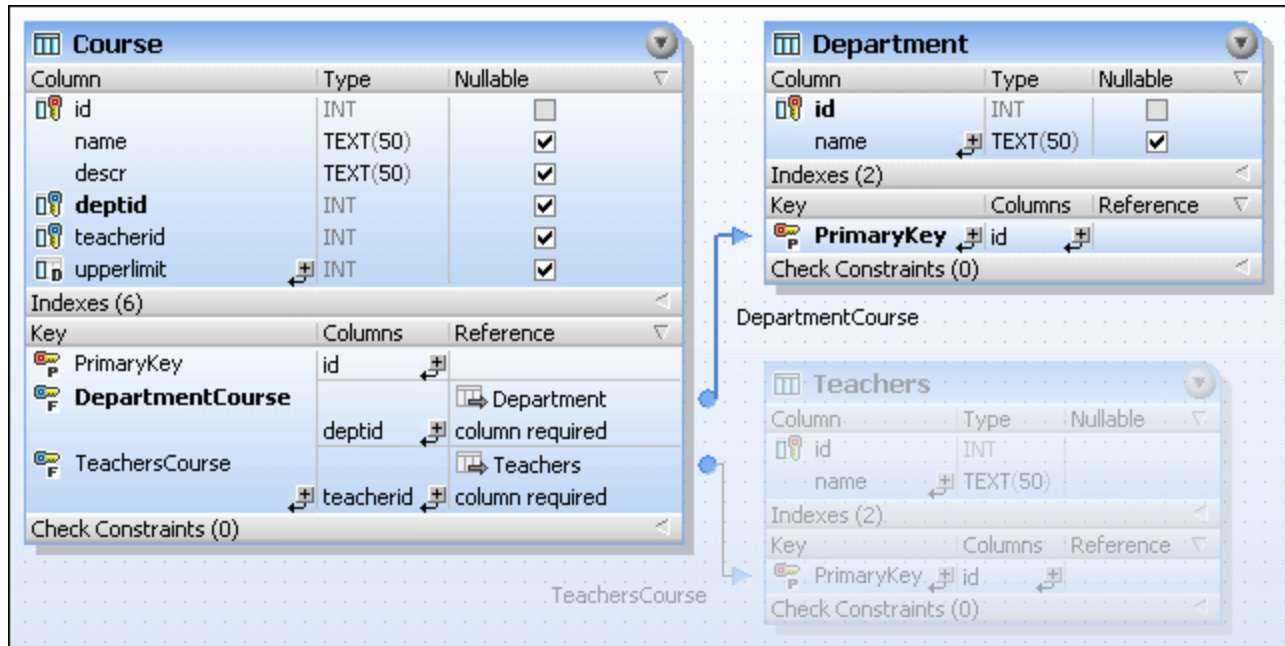 Course
Column Type Nullable
id INT
name TEXT(50)
descr TEXT(50)
deptid INT
teacherid INT
upperlimit INT
Indexes (6)
Key Columns Reference
PrimaryKey id
DepartmentCourse Department
deptid column required
TeachersCourse Teachers
teacherid column required
Check Constraints (0)
Department
Column Type Nullable
id INT
name TEXT(50)
Indexes (2)
Key Columns Reference
PrimaryKey id
Check Constraints (0)
DepartmentCourse
Teachers
Column Type Nullable
id INT
name TEXT(50)
Indexes (2)
Key Columns Reference
PrimaryKey id
Check Constraints (0)
TeachersCourse